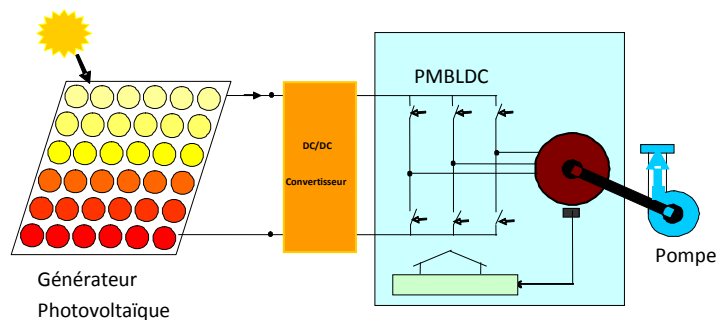 PMBLDC
DC/DC
Convertisseur
Pompe
Générateur
Photovoltaïque